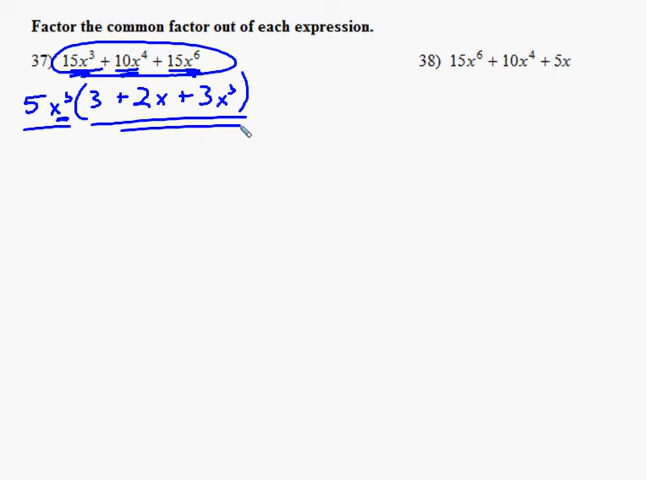 Factor the common factor out of each expression.
37) 15x³ + 10x⁴ + 15x⁶
5x³(3 + 2x + 3x³)
38) 15x⁶ + 10x⁴ + 5x